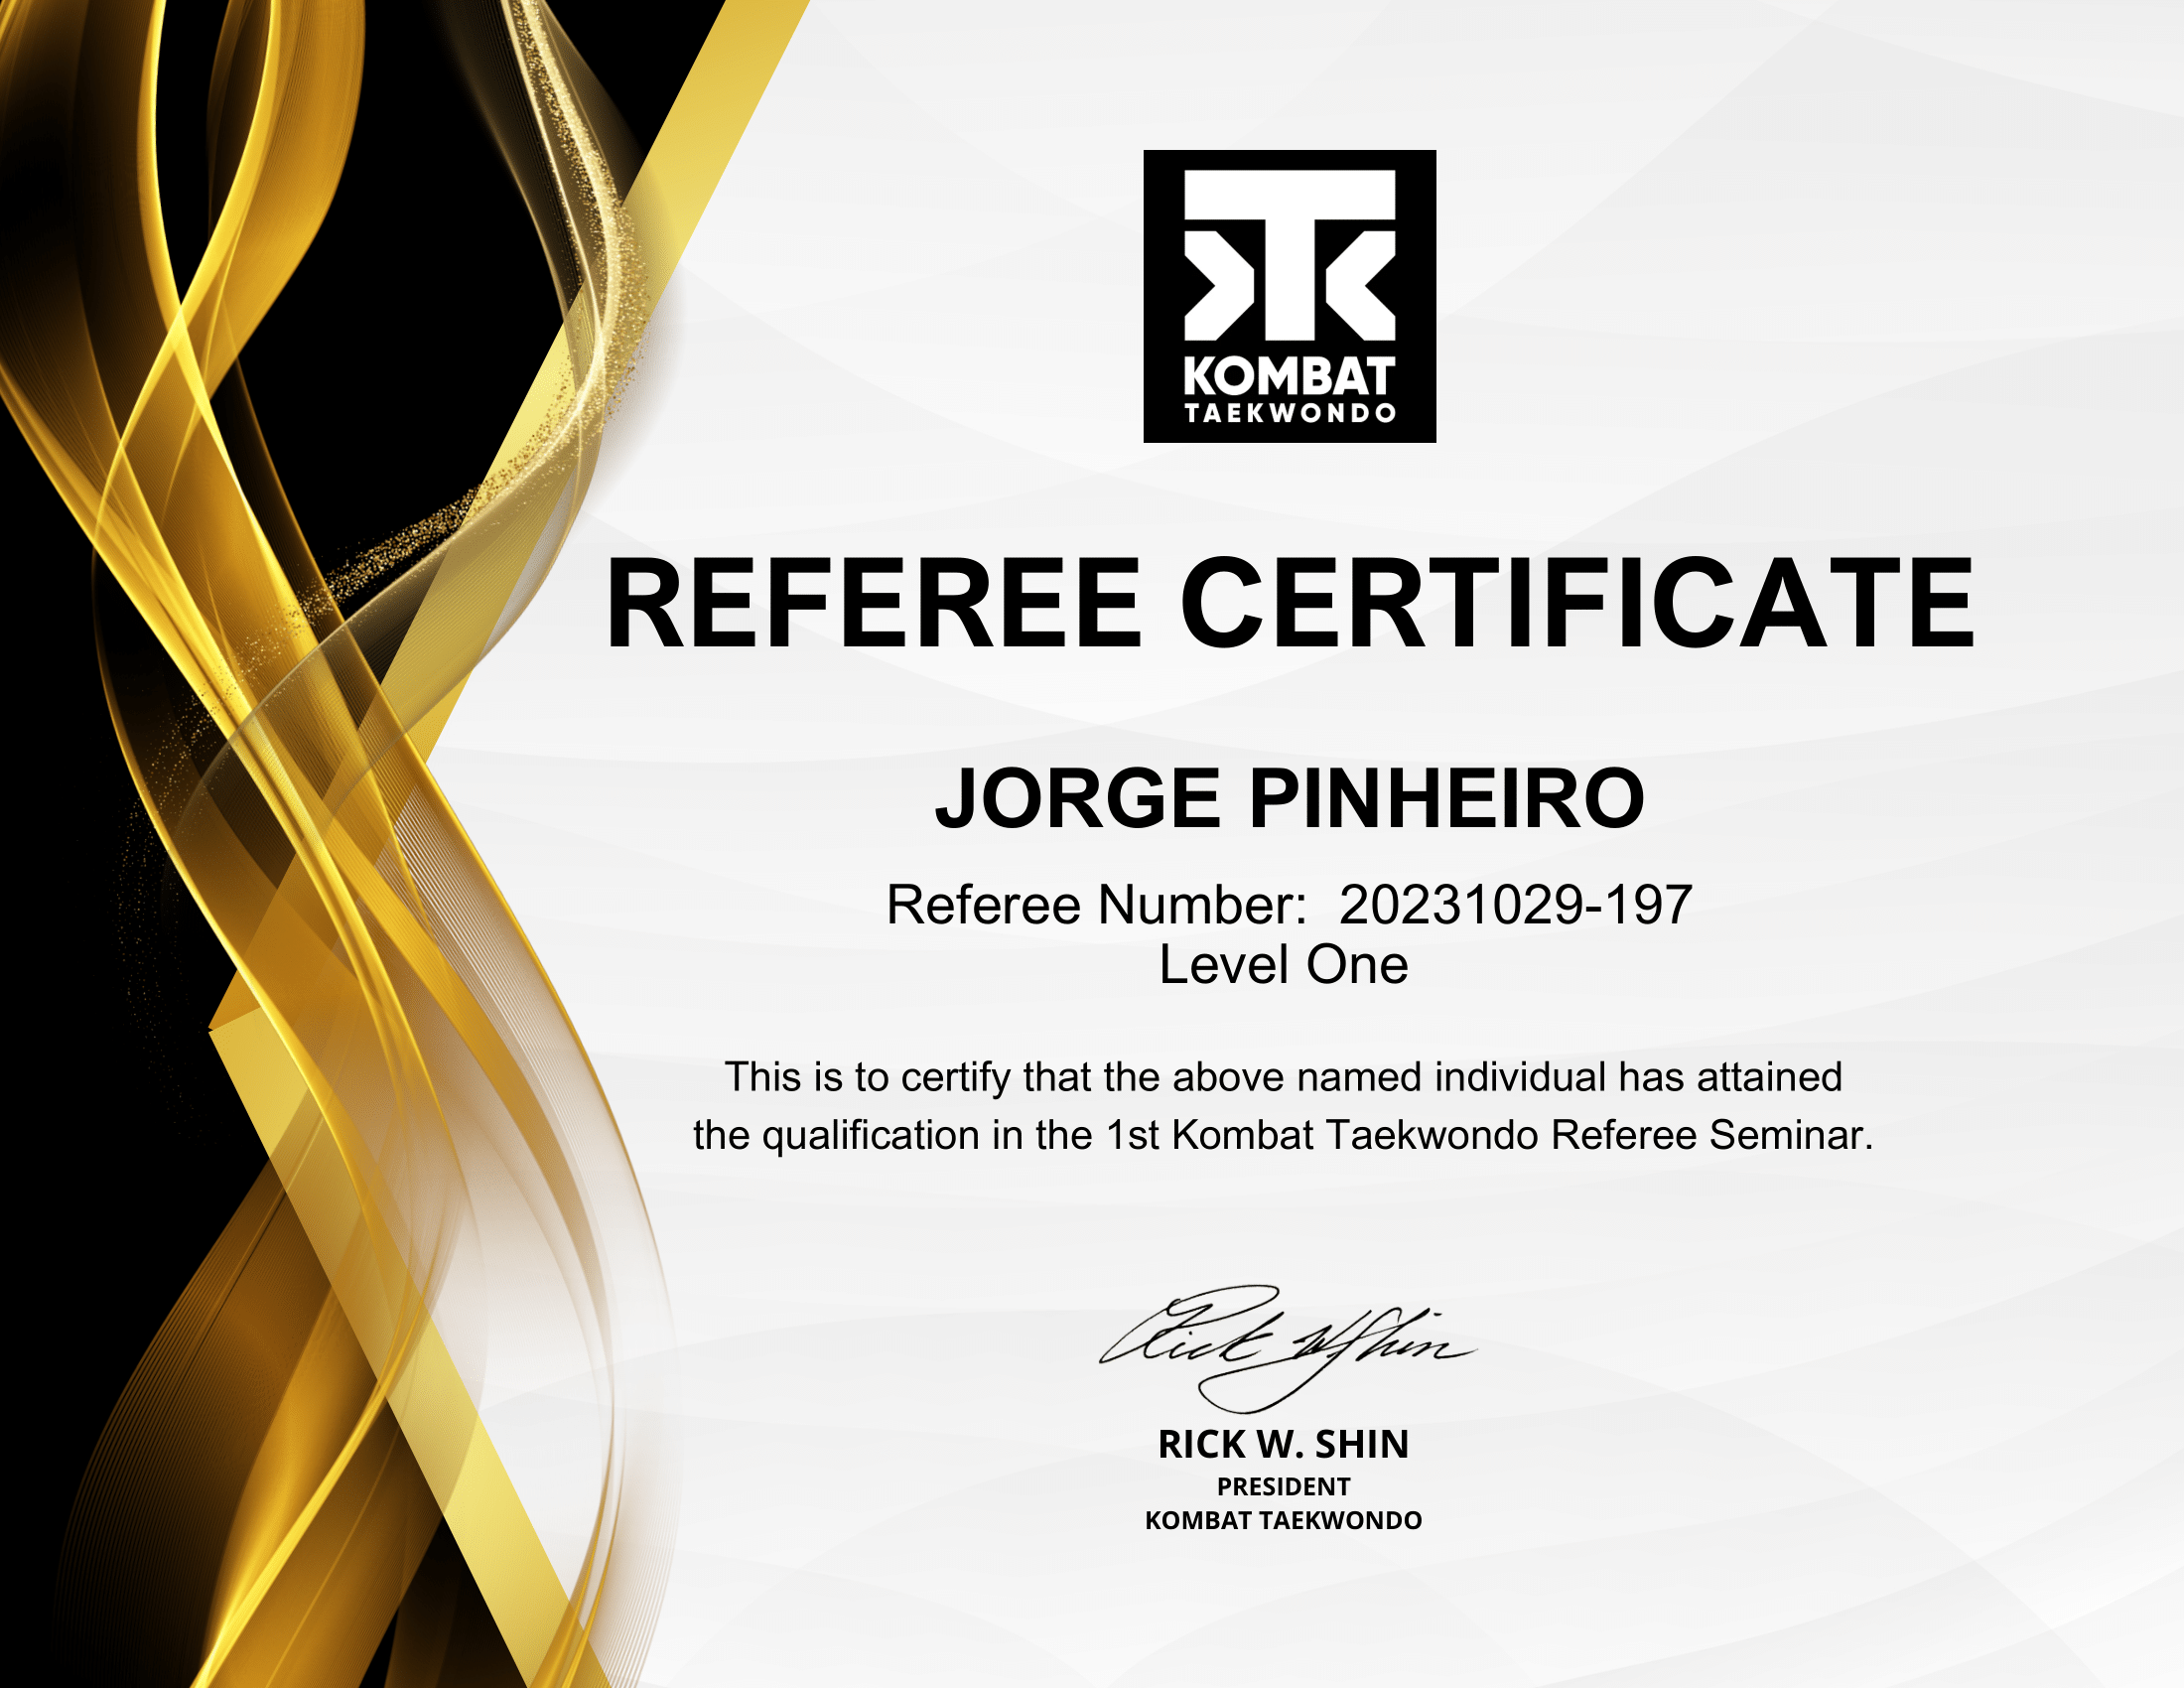 KOMBAT
TAEKWONDO
REFEREE CERTIFICATE
JORGE PINHEIRO
Referee Number:  20231029-197
Level One
This is to certify that the above named individual has attained
the qualification in the 1st Kombat Taekwondo Referee Seminar.
Rick W Shin
RICK W. SHIN
PRESIDENT
KOMBAT TAEKWONDO